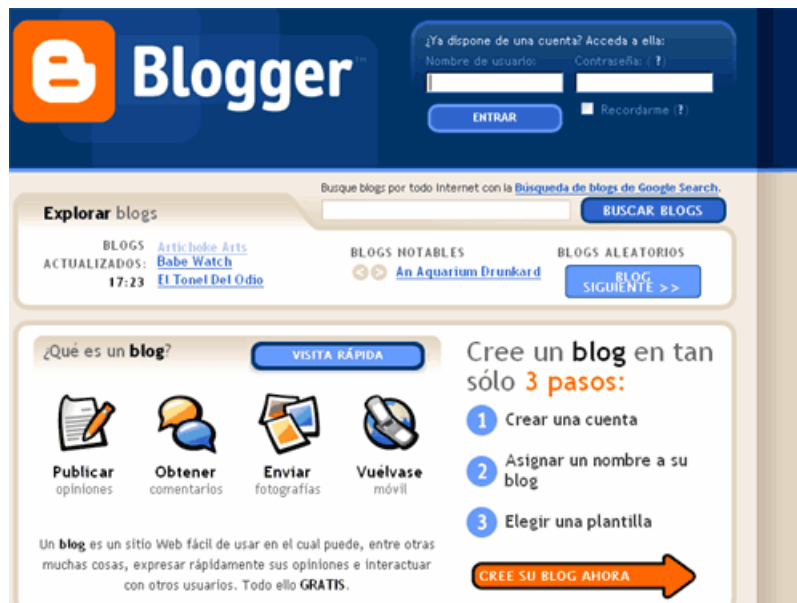 Blogger™
¿Ya dispone de una cuenta? Acceda a ella:
Nombre de usuario: Contraseña: (?)
ENTRAR
Recordarme (?)
Busque blogs por todo Internet con la Búsqueda de blogs de Google Search.
Explorar blogs
BUSCAR BLOGS
BLOGS ACTUALIZADOS:
17:23
Artichoke Arts
Babe Watch
El Tonel Del Odio
BLOGS NOTABLES
An Aquarium Drunkard
BLOGS ALEATORIOS
BLOG
SIGUIENTE >>
¿Qué es un blog?
VISITA RÁPIDA
Publicar
opiniones
Obtener
comentarios
Enviar
fotografías
Vuélvase
móvil
Un blog es un sitio Web fácil de usar en el cual puede, entre otras
muchas cosas, expresar rápidamente sus opiniones e interactuar
con otros usuarios. Todo ello GRATIS.
Cree un blog en tan
sólo 3 pasos:
1 Crear una cuenta
2 Asignar un nombre a su
blog
3 Elegir una plantilla
CREE SU BLOG AHORA